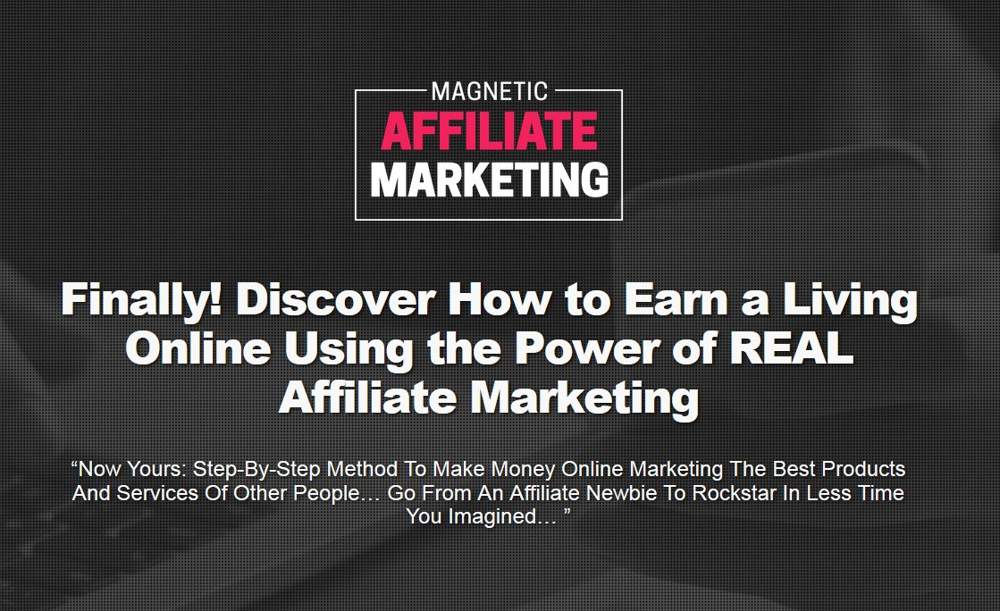 MAGNETIC
AFFILIATE
MARKETING
Finally! Discover How to Earn a Living
Online Using the Power of REAL
Affiliate Marketing
“Now Yours: Step-By-Step Method To Make Money Online Marketing The Best Products
And Services Of Other People… Go From An Affiliate Newbie To Rockstar In Less Time
You Imagined… ”